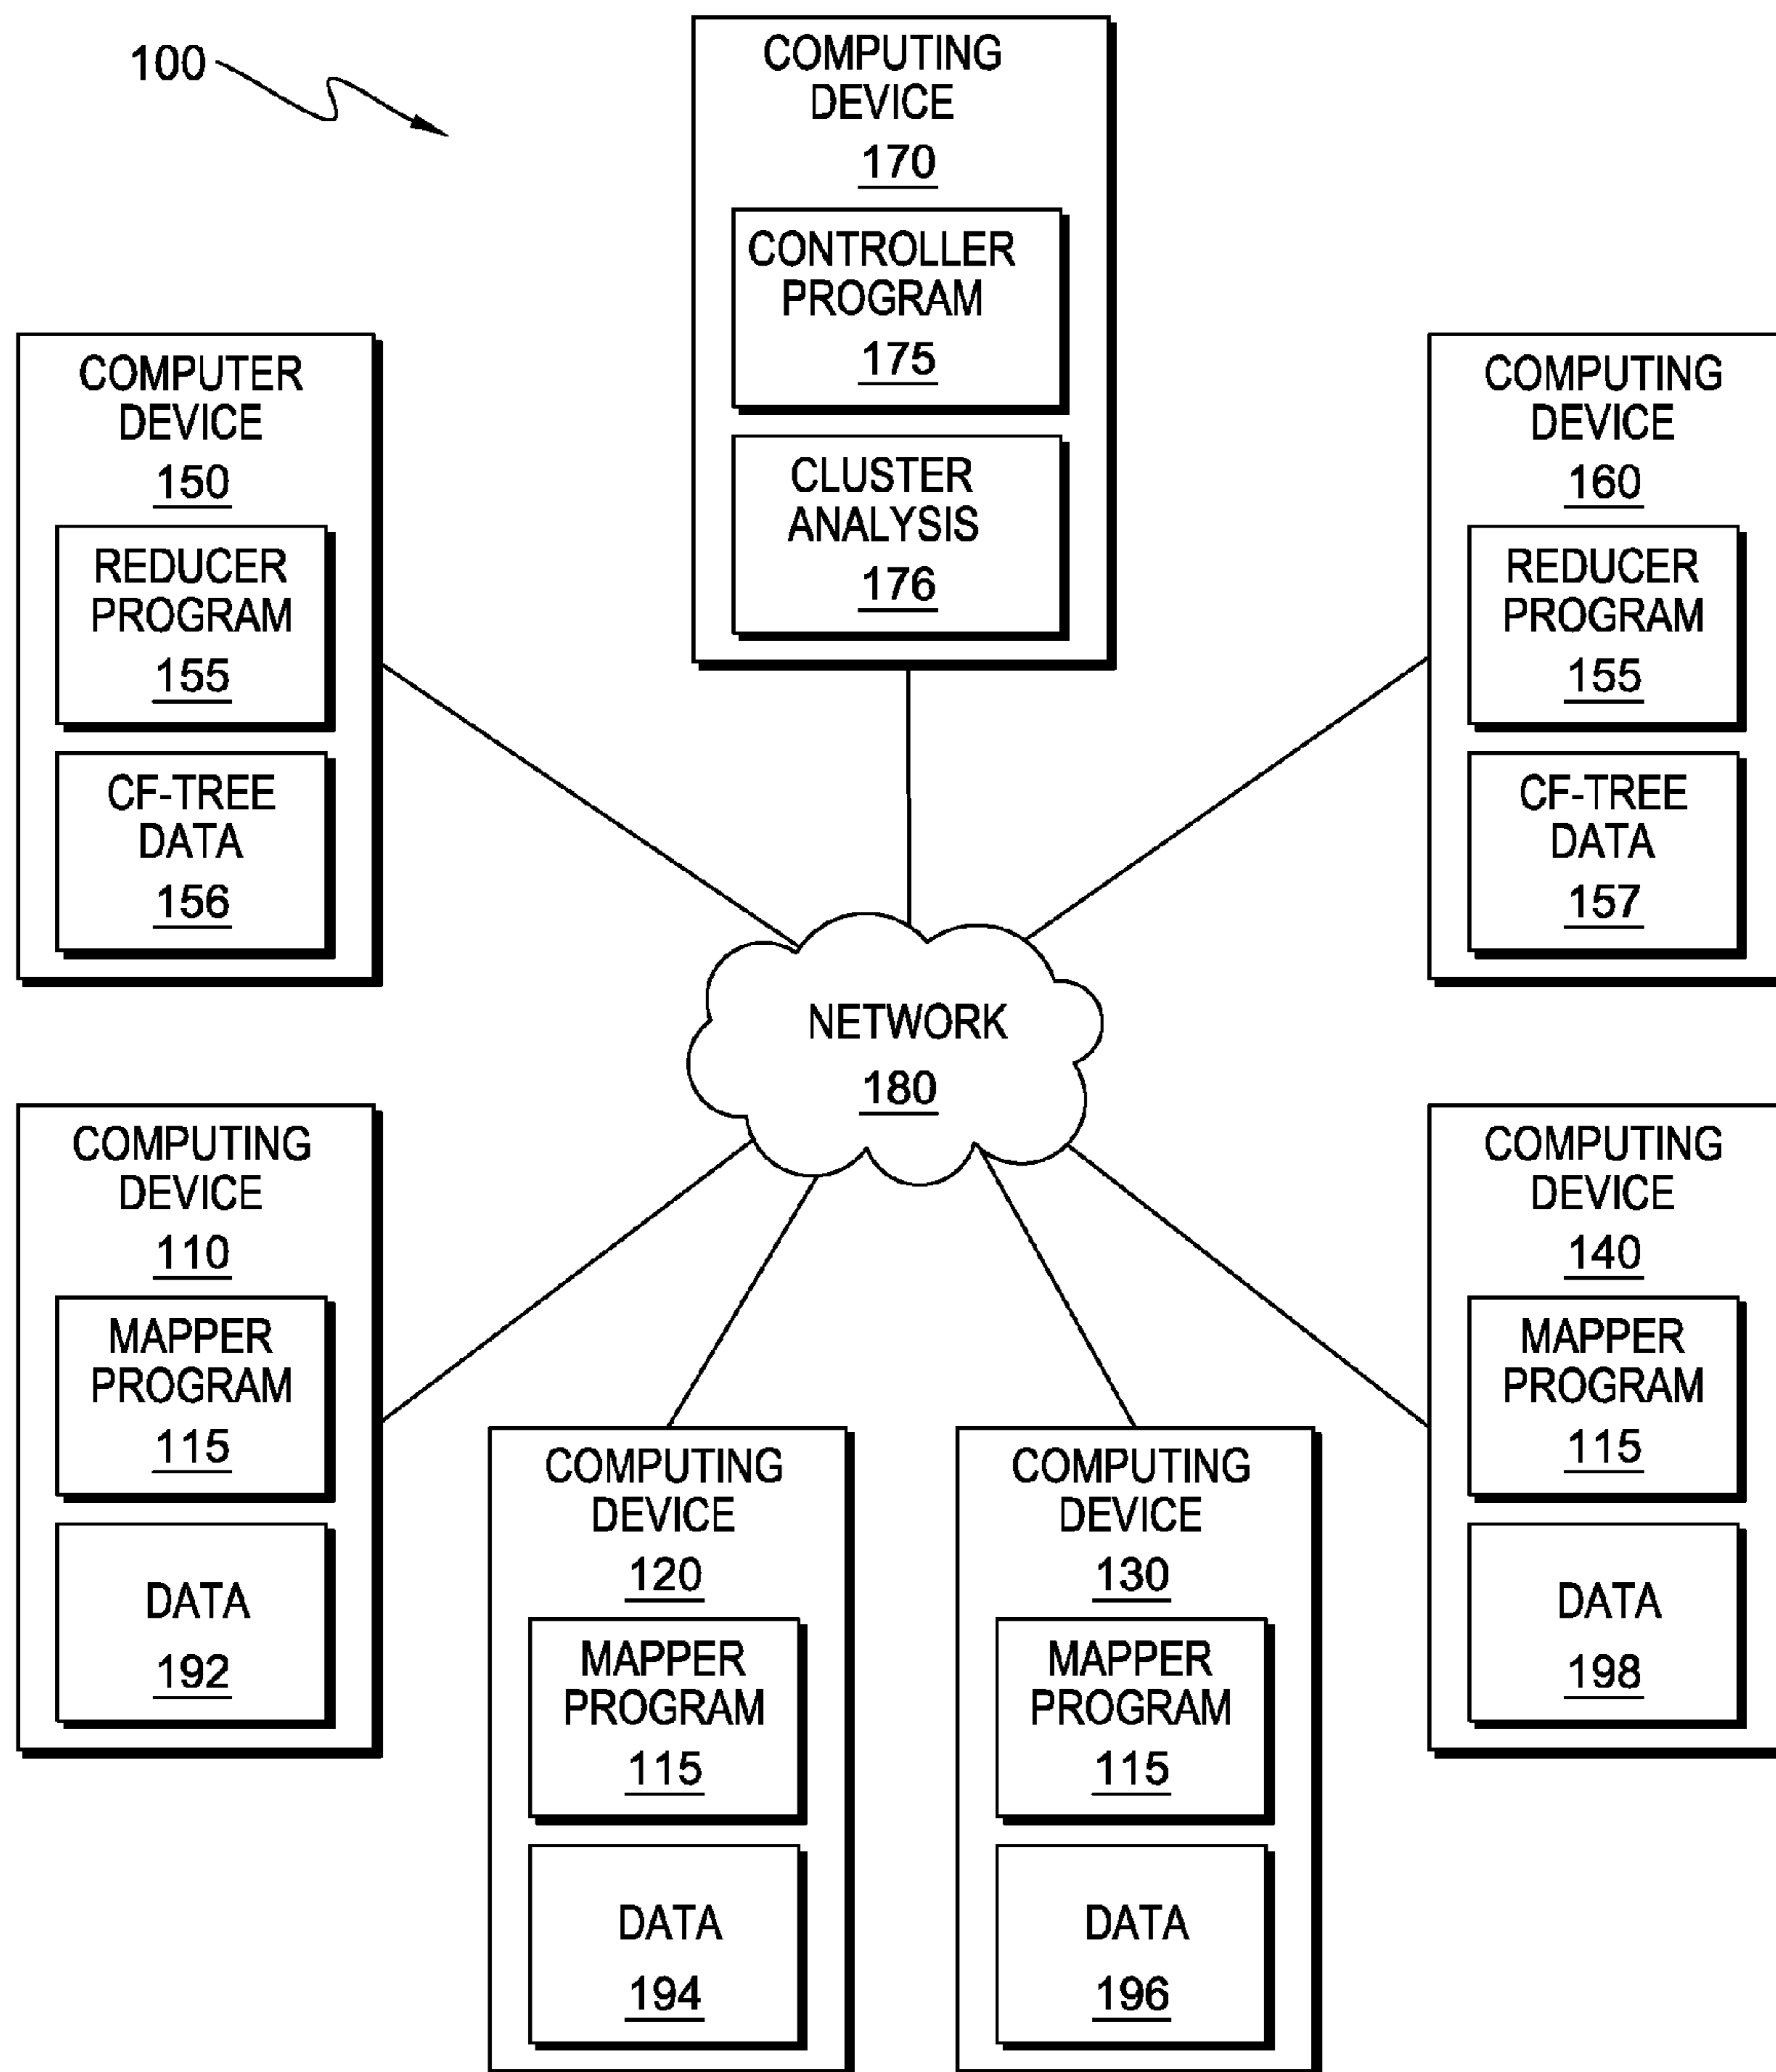 100
COMPUTING
DEVICE
170
CONTROLLER
PROGRAM
175
CLUSTER
ANALYSIS
176
COMPUTER
DEVICE
150
REDUCER
PROGRAM
155
CF-TREE
DATA
156
COMPUTING
DEVICE
160
REDUCER
PROGRAM
155
CF-TREE
DATA
157
NETWORK
180
COMPUTING
DEVICE
110
MAPPER
PROGRAM
115
DATA
192
COMPUTING
DEVICE
120
MAPPER
PROGRAM
115
DATA
194
COMPUTING
DEVICE
130
MAPPER
PROGRAM
115
DATA
196
COMPUTING
DEVICE
140
MAPPER
PROGRAM
115
DATA
198